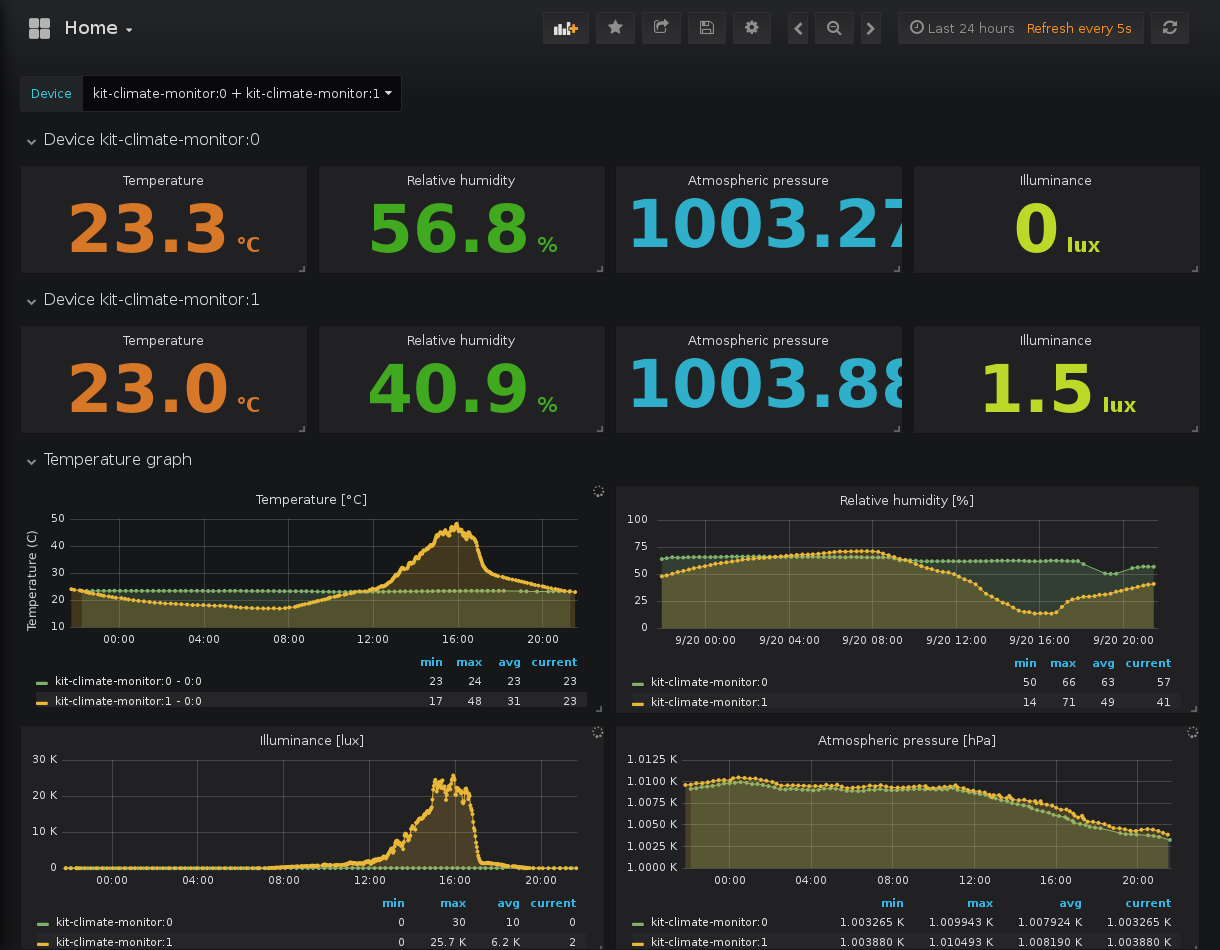 Home
Last 24 hours Refresh every 5s
Device kit-climate-monitor:0 + kit-climate-monitor:1
Device kit-climate-monitor:0
Temperature Relative humidity Atmospheric pressure Illuminance
23.3 °C 56.8 % 1003.27 0 lux
Device kit-climate-monitor:1
Temperature Relative humidity Atmospheric pressure Illuminance
23.0 °C 40.9 % 1003.88 1.5 lux
Temperature graph
Temperature [°C]
Temperature (C)
50
40
30
20
10
00:00 04:00 08:00 12:00 16:00 20:00
min max avg current
kit-climate-monitor:0 - 0:0 23 24 23 23
kit-climate-monitor:1 - 0:0 17 48 31 23
Relative humidity [%]
100
75
50
25
0
9/20 00:00 9/20 04:00 9/20 08:00 9/20 12:00 9/20 16:00 9/20 20:00
min max avg current
kit-climate-monitor:0 50 66 63 57
kit-climate-monitor:1 14 71 49 41
Illuminance [lux]
30 K
20 K
10 K
0
00:00 04:00 08:00 12:00 16:00 20:00
min max avg current
kit-climate-monitor:0 0 30 10 0
kit-climate-monitor:1 0 25.7 K 6.2 K 2
Atmospheric pressure [hPa]
1.0125 K
1.0100 K
1.0075 K
1.0050 K
1.0025 K
1.0000 K
00:00 04:00 08:00 12:00 16:00 20:00
min max avg current
kit-climate-monitor:0 1.003265 K 1.009943 K 1.007924 K 1.003265 K
kit-climate-monitor:1 1.003880 K 1.010493 K 1.008190 K 1.003880 K